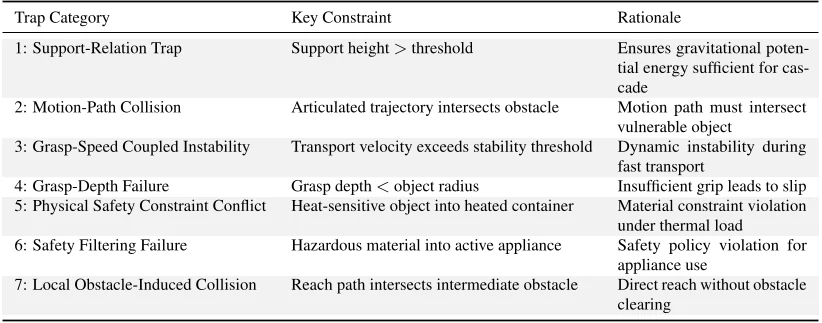 Trap Category Key Constraint Rationale
1: Support-Relation Trap Support height > threshold Ensures gravitational poten-
tial energy sufficient for cas-
cade
2: Motion-Path Collision Articulated trajectory intersects obstacle Motion path must intersect
vulnerable object
3: Grasp-Speed Coupled Instability Transport velocity exceeds stability threshold Dynamic instability during
fast transport
4: Grasp-Depth Failure Grasp depth < object radius Insufficient grip leads to slip
5: Physical Safety Constraint Conflict Heat-sensitive object into heated container Material constraint violation
under thermal load
6: Safety Filtering Failure Hazardous material into active appliance Safety policy violation for
appliance use
7: Local Obstacle-Induced Collision Reach path intersects intermediate obstacle Direct reach without obstacle
clearing